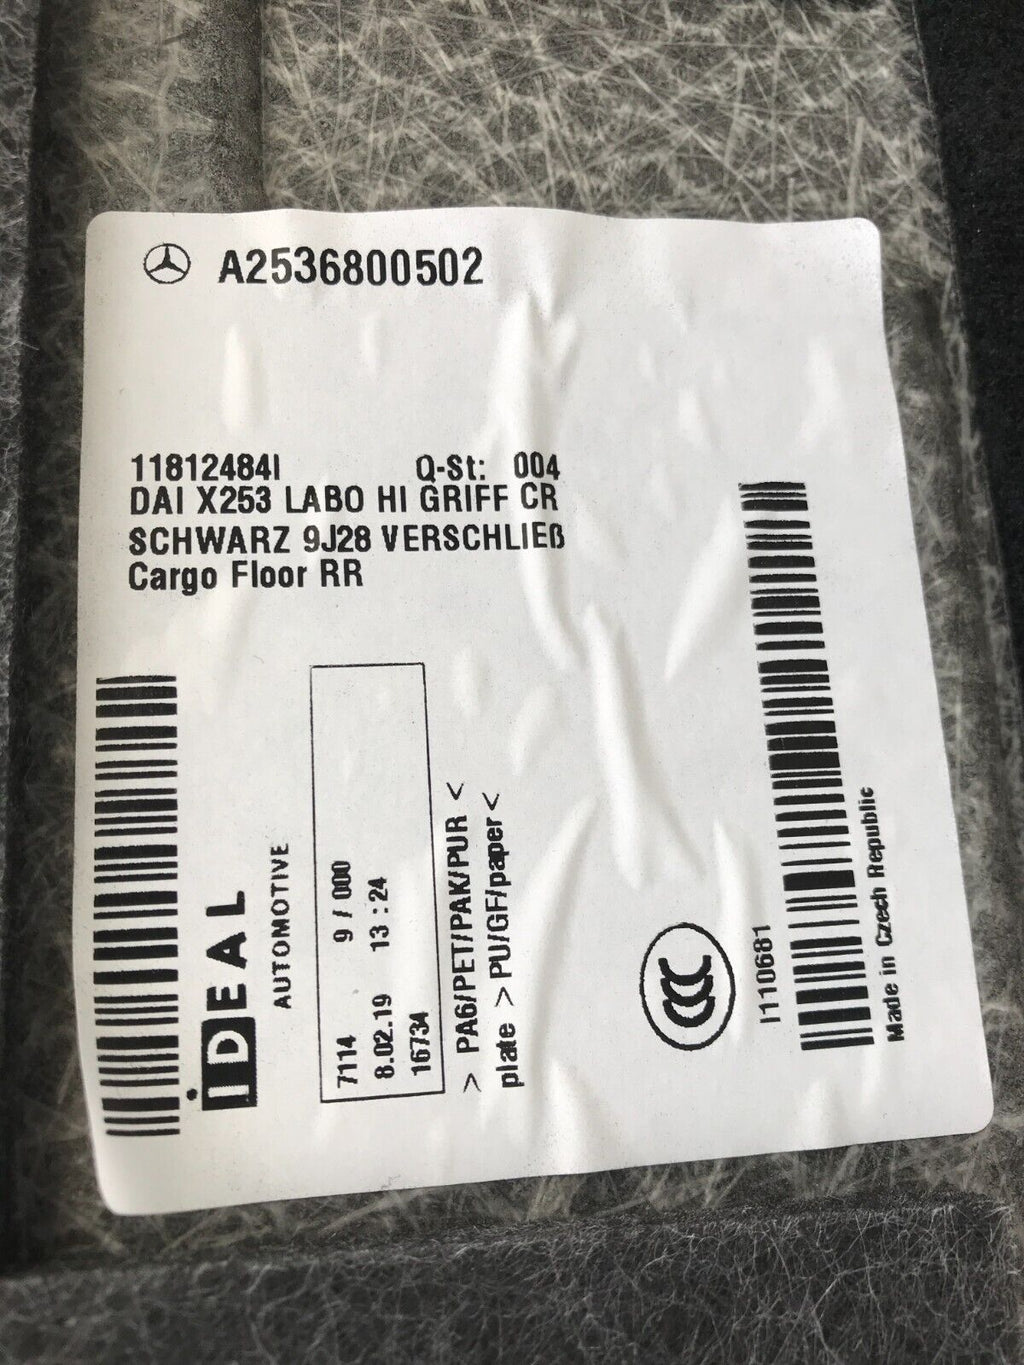 A2536800502
11812484I Q-St: 004
DAI X253 LABO HI GRIFF CR
SCHWARZ 9J28 VERSCHLIEß
Cargo Floor RR
iDEAL
AUTOMOTIVE
7114 9 / 000
8.02.19 13 : 24
16734
> PA6/PET/PAK/PUR <
plate > PU/GF/paper <
CCC
I110681
Made in Czech Republic